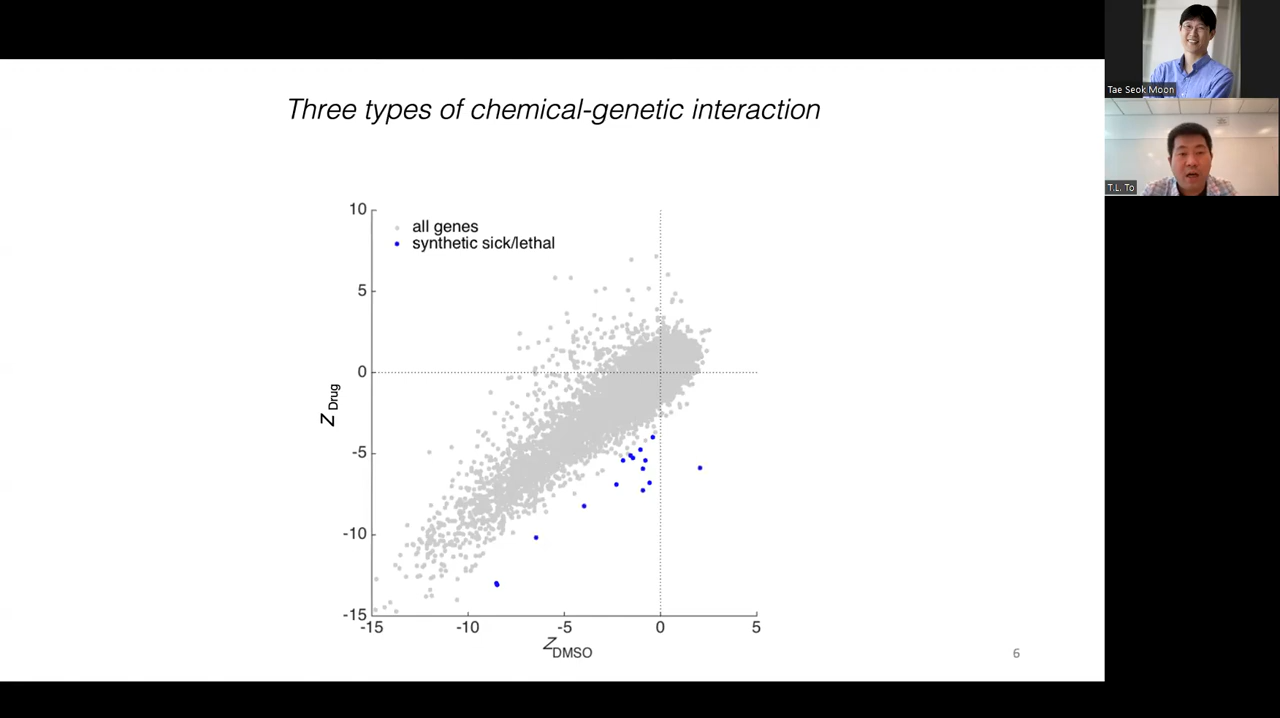 Three types of chemical-genetic interaction
all genes
synthetic sick/lethal
10
5
0
-5
-10
-15
Z Drug
-15 -10 -5 0 5
Z DMSO
6
Tae Seok Moon
T.L. To